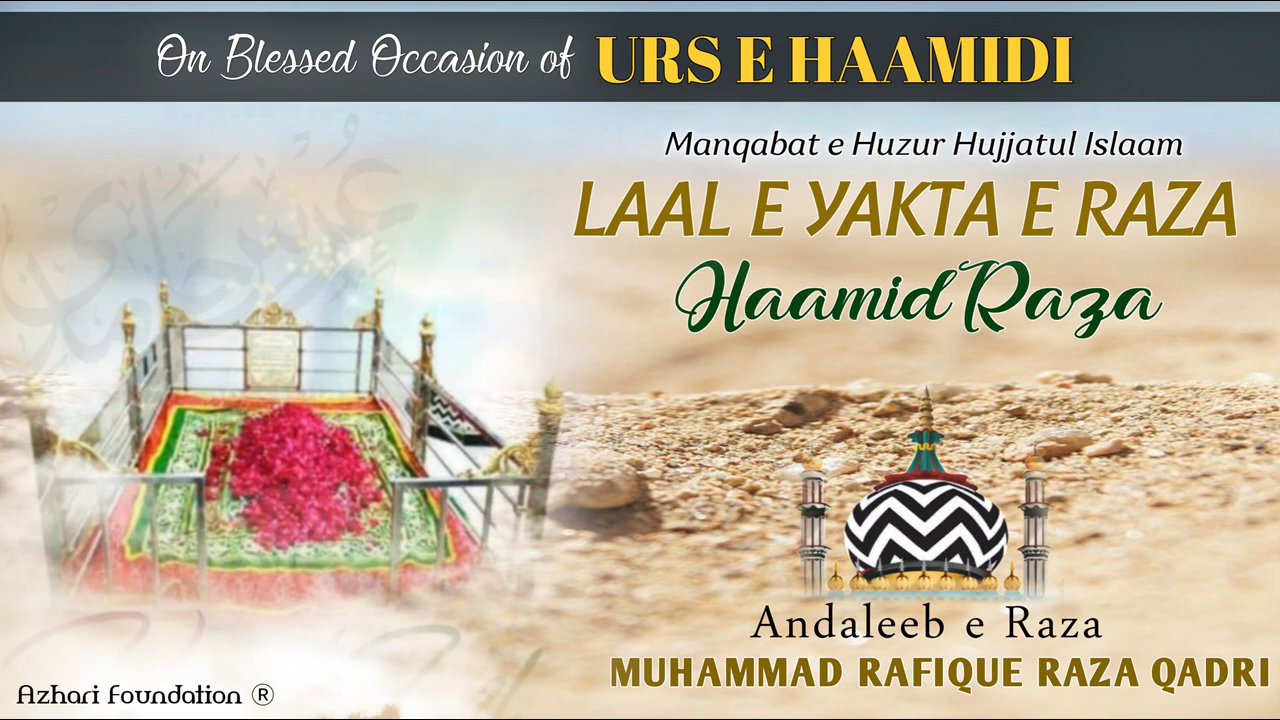 On Blessed Occasion of URS E HAAMIDI
Manqabat e Huzur Hujjatul Islaam
LAAL E YAKTA E RAZA
Haamid Raza
Andaleeb e Raza
MUHAMMAD RAFIQUE RAZA QADRI
Azhari Foundation ®